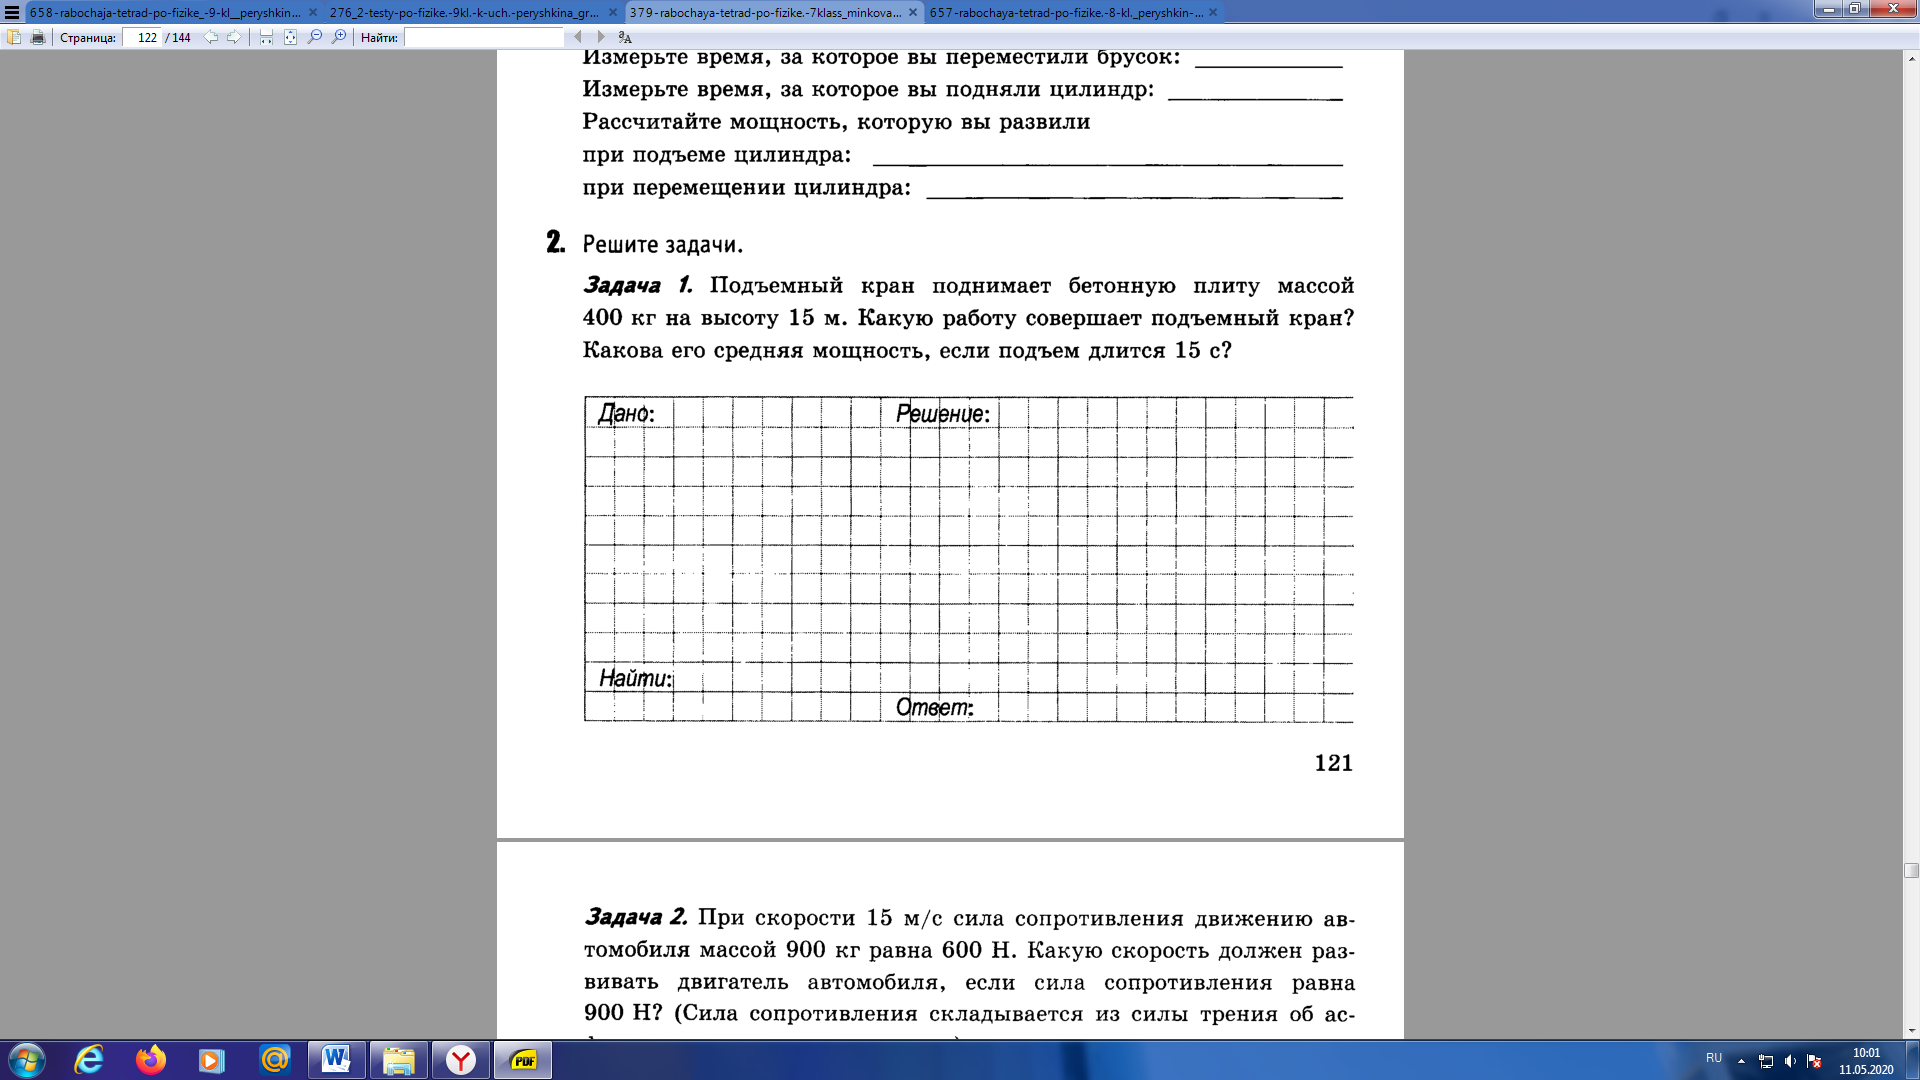 658-rabochaja-tetrad-po-fizike_-9-kl__peryshkin...
276_2-testy-po-fizike.-9kl.-k-uch.-peryshkina_gr...
379-rabochaya-tetrad-po-fizike.-7klass_minkova...
657-rabochaya-tetrad-po-fizike.-8-kl._peryshkin-...
Страница: 122 / 144 Найти:
Измерьте время, за которое вы переместили брусок:
Измерьте время, за которое вы подняли цилиндр:
Рассчитайте мощность, которую вы развили
при подъеме цилиндра:
при перемещении цилиндра:
2. Решите задачи.
Задача 1. Подъемный кран поднимает бетонную плиту массой
400 кг на высоту 15 м. Какую работу совершает подъемный кран?
Какова его средняя мощность, если подъем длится 15 с?
Дано: Решение:
Найти:
Ответ:
121
Задача 2. При скорости 15 м/с сила сопротивления движению ав-
томобиля массой 900 кг равна 600 Н. Какую скорость должен раз-
вивать двигатель автомобиля, если сила сопротивления равна
900 Н? (Сила сопротивления складывается из силы трения об ас-
RU
10:01
11.05.2020
PDF